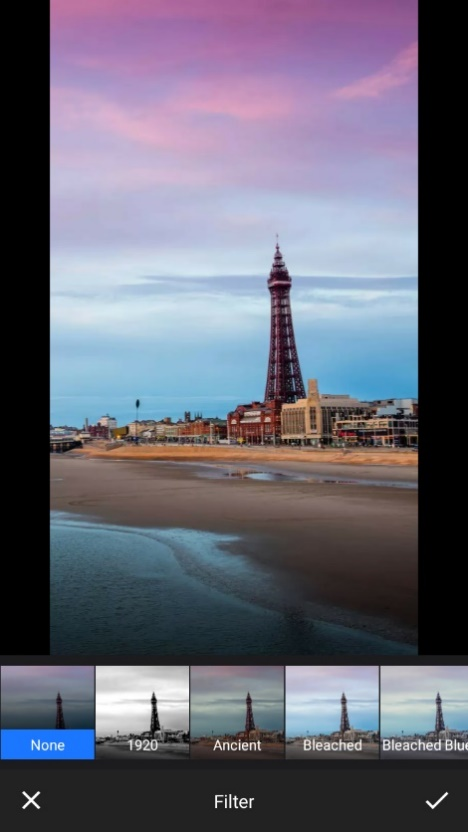 None
1920
Ancient
Bleached
Bleached Blue
Filter